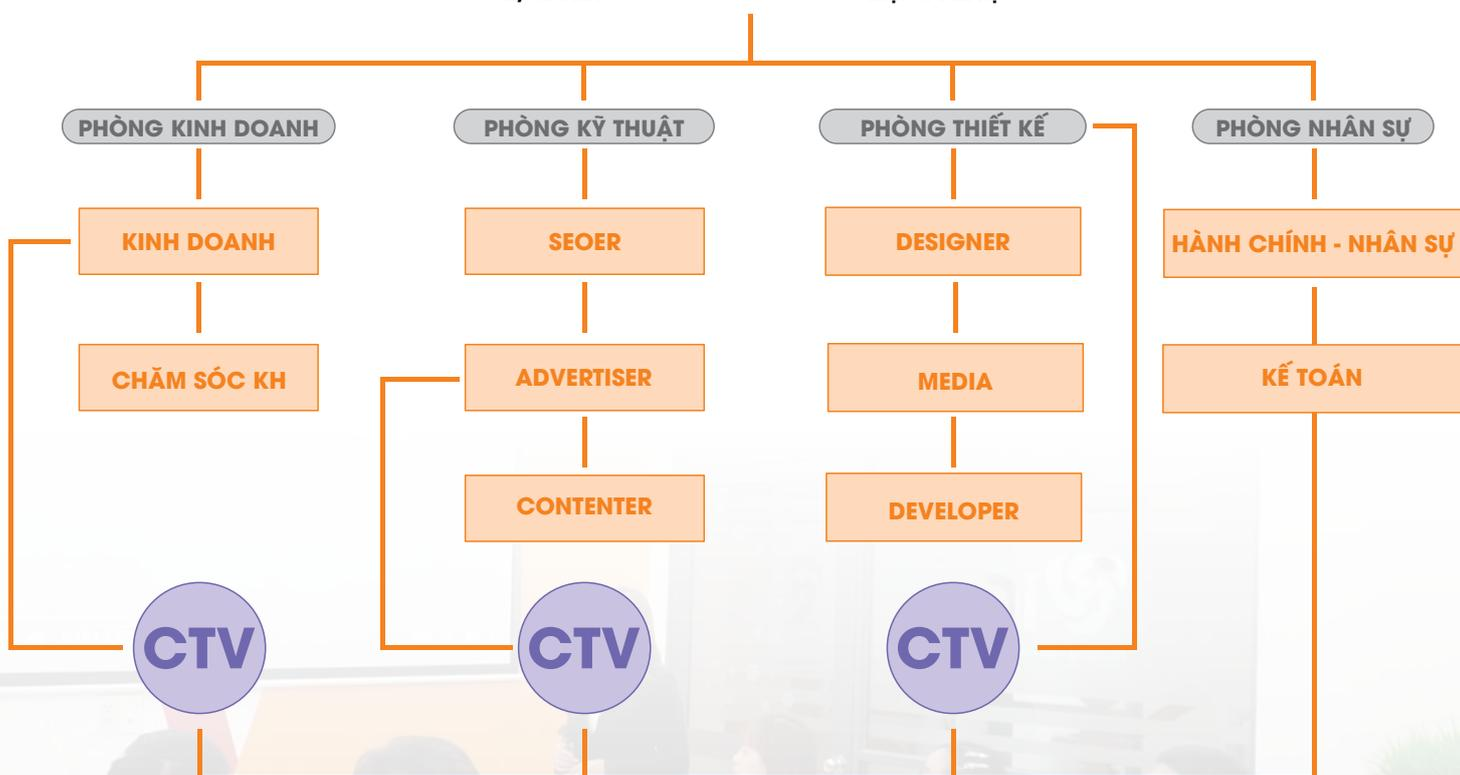 PHÒNG KINH DOANH
PHÒNG KỸ THUẬT
PHÒNG THIẾT KẾ
PHÒNG NHÂN SỰ
KINH DOANH
SEOER
DESIGNER
HÀNH CHÍNH - NHÂN SỰ
CHĂM SÓC KH
ADVERTISER
MEDIA
KẾ TOÁN
CONTENTER
DEVELOPER
CTV
CTV
CTV